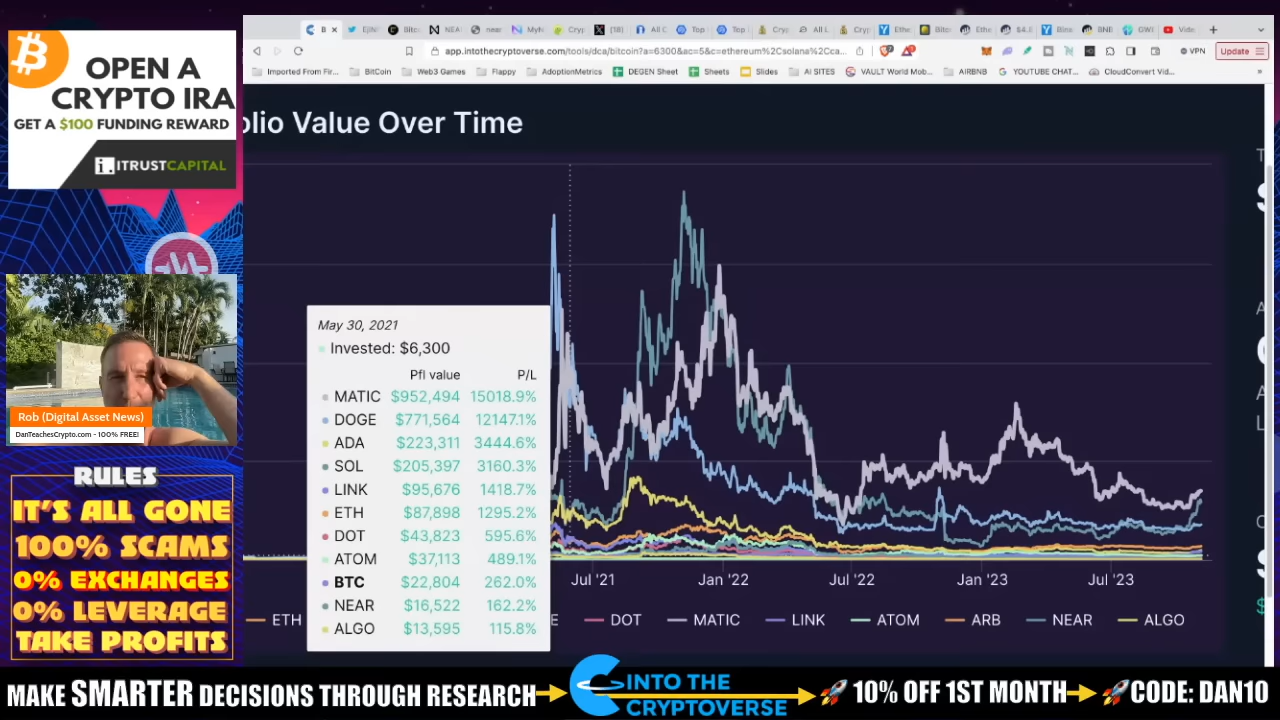 OPEN A
CRYPTO IRA
GET A $100 FUNDING REWARD
i. ITRUSTCAPITAL
Rob (Digital Asset News)
DanTeachesCrypto.com - 100% FREE!
RULES
IT'S ALL GONE
100% SCAMS
0% EXCHANGES
0% LEVERAGE
TAKE PROFITS
app.intothecryptoverse.com/tools/dca/bitcoin?a=6300&ac=5&c=ethereum%2Csolana%2Cca...
VPN
Update
Imported From Fir...
BitCoin
Web3 Games
Flappy
AdoptionMetrics
DEGEN Sheet
Sheets
Slides
AI SITES
VAULT World Mob...
AIRBNB
YOUTUBE CHAT...
CloudConvert Vid...
olio Value Over Time
May 30, 2021
Invested: $6,300
Pfl value P/L
MATIC $952,494 15018.9%
DOGE $771,564 12147.1%
ADA $223,311 3444.6%
SOL $205,397 3160.3%
LINK $95,676 1418.7%
ETH $87,898 1295.2%
DOT $43,823 595.6%
ATOM $37,113 489.1%
BTC $22,804 262.0%
NEAR $16,522 162.2%
ALGO $13,595 115.8%
Jul '21 Jan '22 Jul '22 Jan '23 Jul '23
ETH E DOT MATIC LINK ATOM ARB NEAR ALGO
MAKE SMARTER DECISIONS THROUGH RESEARCH
INTO THE
CRYPTOVERSE
10% OFF 1ST MONTH
CODE: DAN10